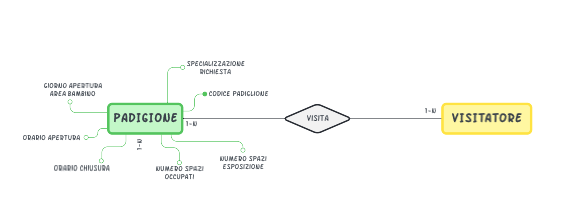 SPECIALIZZAZIONE
RICHIESTA
GIORNO APERTURA
AREA BAMBINO
CODICE PADIGLIONE
PADIGIONE
1-N
VISITA
1-N
VISITATORE
ORARIO APERTURA
1-N
ORARIO CHIUSURA
NUMERO SPAZI
OCCUPATI
NUMERO SPAZI
ESPOSIZIONE